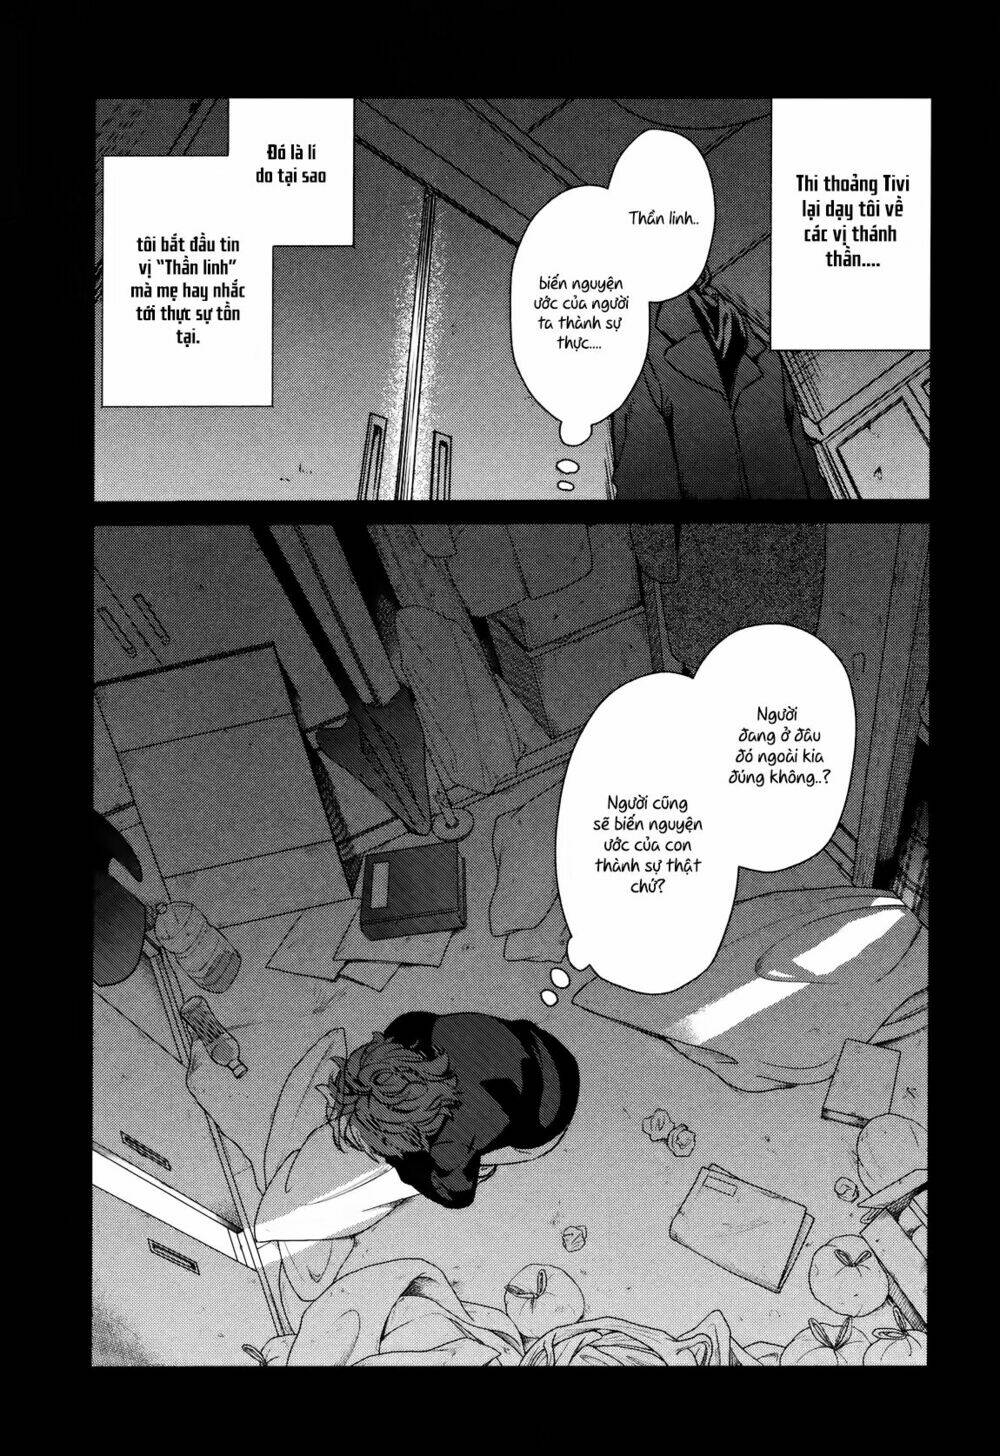 Thi thoảng Tivi
lại dạy tôi về
các vị thánh
thần....
Thần linh..
biến nguyện
ước của người
ta thành sự
thực....
Đó là lí
do tại sao
tôi bắt đầu tin
vị “Thần linh”
mà mẹ hay nhắc
tới thực sự tồn
tại.
Người
đang ở đâu
đó ngoài kia
đúng không..?
Người cũng
sẽ biến nguyện
ước của con
thành sự thật
chứ?